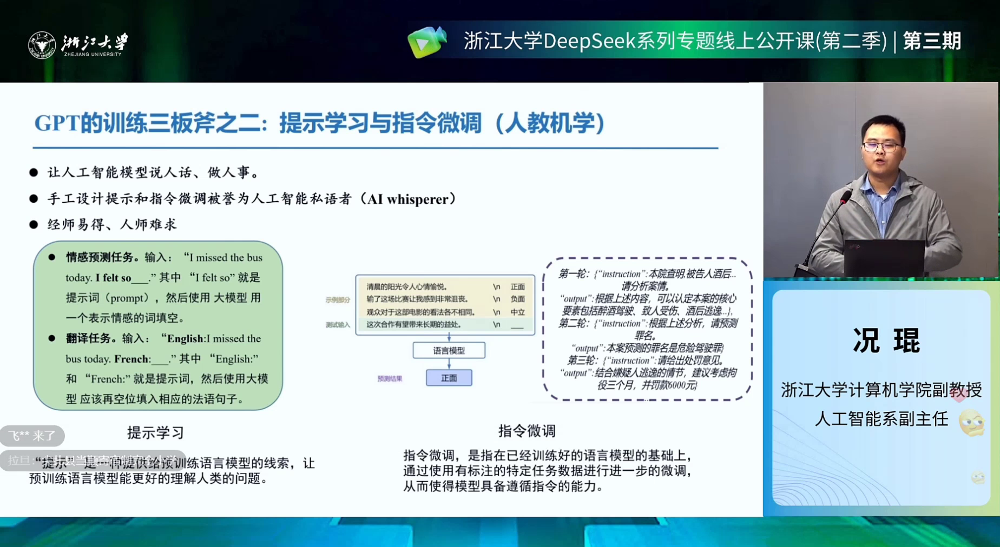 浙江大学
ZHEJIANG UNIVERSITY
浙江大学DeepSeek系列专题线上公开课(第二季) | 第三期
GPT的训练三板斧之二：提示学习与指令微调（人教机学）
● 让人工智能模型说人话、做人事。
● 手工设计提示和指令微调被誉为人工智能私语者（AI whisperer）
● 经师易得、人师难求
● 情感预测任务。输入：“I missed the bus
today. I felt so___.” 其中 “I felt so” 就是
提示词（prompt），然后使用 大模型 用
一个表示情感的词填空。
● 翻译任务。输入：“English:I missed the
bus today. French:___.” 其中 “English:”
和 “French:” 就是提示词，然后使用大模
型 应该再空位填入相应的法语句子。
示例部分
清晨的阳光令人心情愉悦。 \n 正面
输了这场比赛让我感到非常沮丧。 \n 负面
观众对于这部电影的看法各不相同。 \n 中立
测试输入
这次合作有望带来长期的益处。 \n ___
语言模型
预测结果
正面
第一轮：{“instruction”:本院查明,被告人酒后...
请分析案情。
“output”:根据上述内容，可以认定本案的核心
要素包括醉酒驾驶、致人受伤、酒后逃逸...},
第二轮：{“instruction”:根据上述分析，请预测
罪名。
“output”:本案预测的罪名是危险驾驶罪}
第三轮：{“instruction”:请给出处罚意见。
“output”:结合嫌疑人逃逸的情节，建议考虑拘
役三个月，并罚款6000元}
...
提示学习
“提示” 是一种提供给预训练语言模型的线索，让
预训练语言模型能更好的理解人类的问题。
指令微调
指令微调，是指在已经训练好的语言模型的基础上，
通过使用有标注的特定任务数据进行进一步的微调，
从而使得模型具备遵循指令的能力。
飞** 来了
拉旦：
况 琨
浙江大学计算机学院副教授
人工智能系副主任